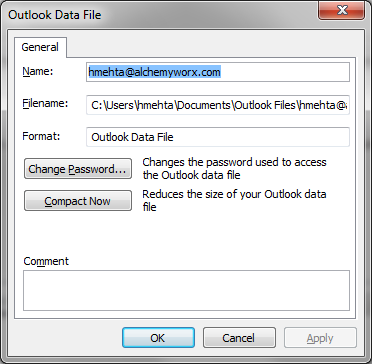 Outlook Data File
General
Name:
hmehta@alchemyworx.com
Filename:
C:\Users\hmehta\Documents\Outlook Files\hmehta@
Format:
Outlook Data File
Change Password...
Changes the password used to access
the Outlook data file
Compact Now
Reduces the size of your Outlook data
file
Comment
OK
Cancel
Apply